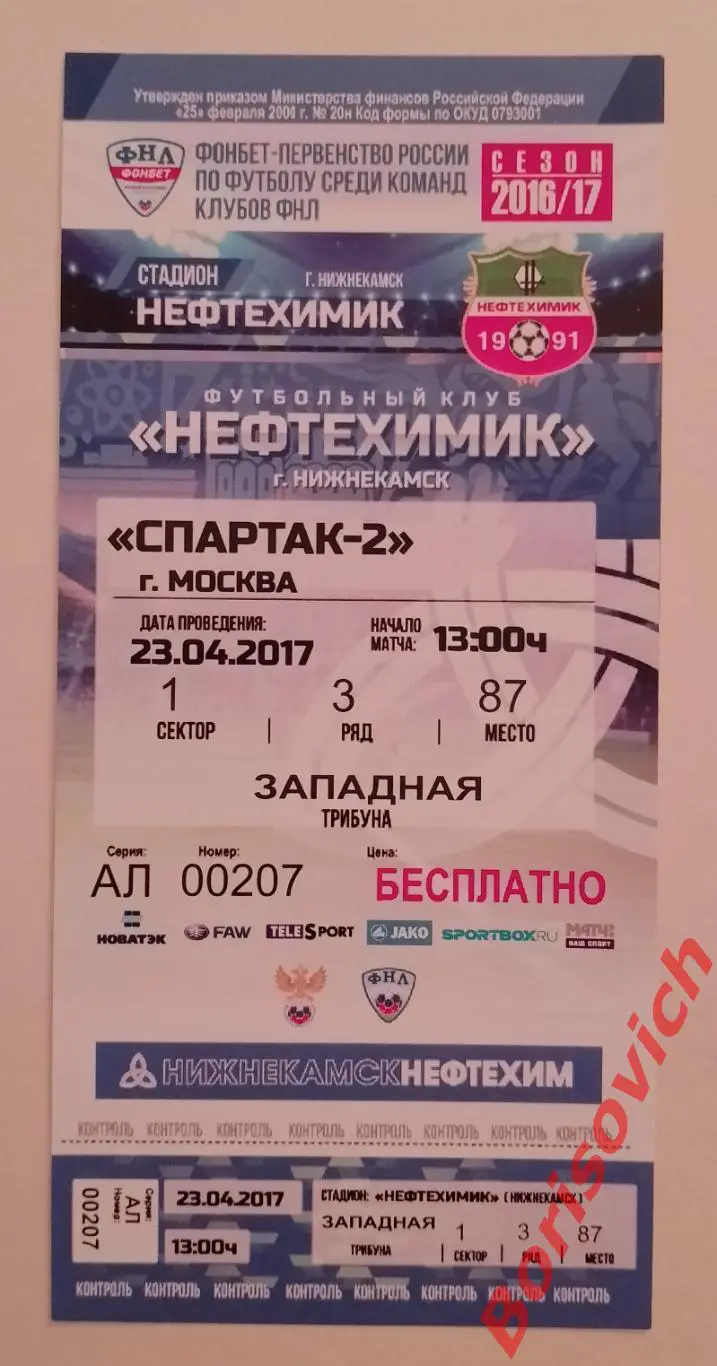 Утвержден приказом Министерства финансов Российской Федерации
«25» февраля 2000 г. № 20н Код формы по ОКУД 0793001
ФНЛ
ФОНБЕТ
ФОНБЕТ-ПЕРВЕНСТВО РОССИИ
ПО ФУТБОЛУ СРЕДИ КОМАНД
КЛУБОВ ФНЛ
СЕЗОН
2016/17
СТАДИОН
Г. НИЖНЕКАМСК
НЕФТЕХИМИК
НЕФТЕХИМИК
19 91
ФУТБОЛЬНЫЙ КЛУБ
«НЕФТЕХИМИК»
г. НИЖНЕКАМСК
«СПАРТАК-2»
г. МОСКВА
ДАТА ПРОВЕДЕНИЯ: НАЧАЛО
23.04.2017 МАТЧА: 13:00ч
1 3 87
СЕКТОР | РЯД | МЕСТО
ЗАПАДНАЯ
ТРИБУНА
Серия: Номер: Цена:
АЛ 00207 БЕСПЛАТНО
НОВАТЭК FAW TELESPORT JAKO SPORTBOX.RU МАТЧ!
НАШ СПОРТ
ФНЛ
НИЖНЕКАМСКНЕФТЕХИМ
КОНТРОЛЬ КОНТРОЛЬ КОНТРОЛЬ КОНТРОЛЬ КОНТРОЛЬ КОНТРОЛЬ КОНТРОЛЬ КОНТРОЛЬ
Серия: АЛ
Номер: 00207
23.04.2017
13:00ч
СТАДИОН: «НЕФТЕХИМИК» (НИЖНЕКАМСК)
ЗАПАДНАЯ 1 3 87
ТРИБУНА | СЕКТОР | РЯД | МЕСТО
КОНТРОЛЬ КОНТРОЛЬ КОНТРОЛЬ КОНТРОЛЬ КОНТРОЛЬ КОНТРОЛЬ КОНТРОЛЬ КОНТРОЛЬ
Borisovich